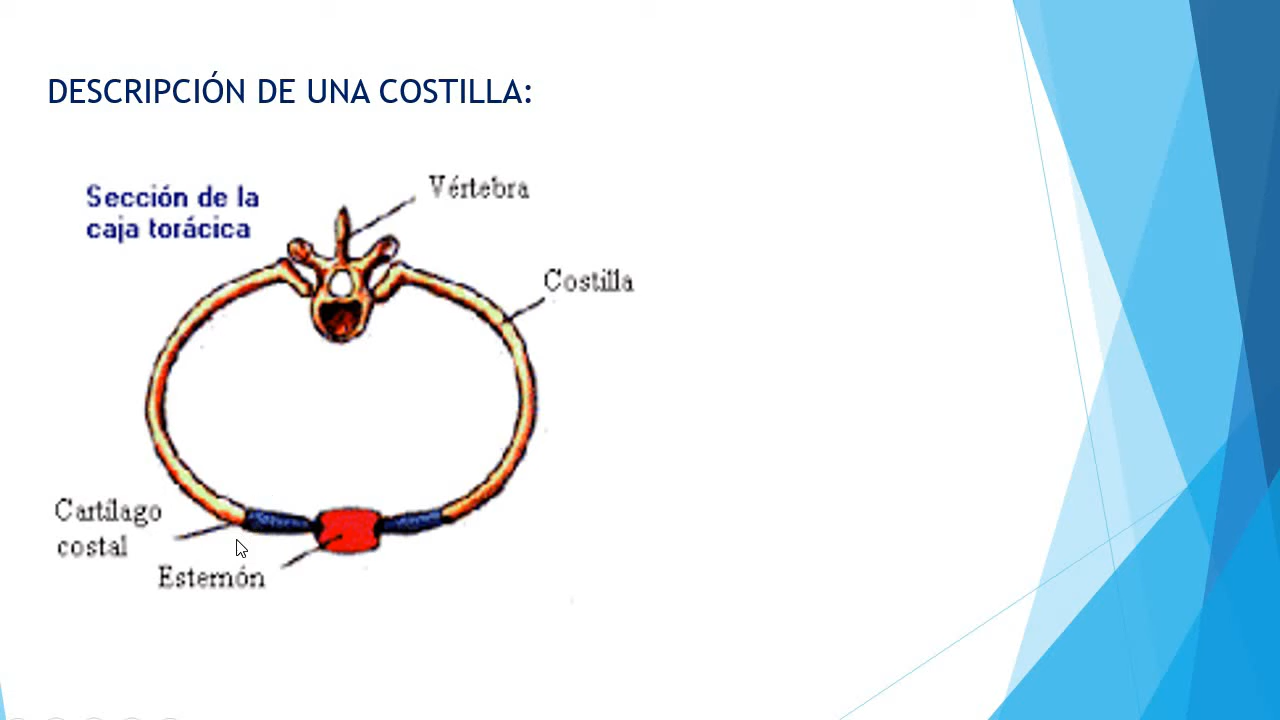 DESCRIPCIÓN DE UNA COSTILLA:
Sección de la
caja torácica
Vértebra
Costilla
Cartílago
costal
Esternón